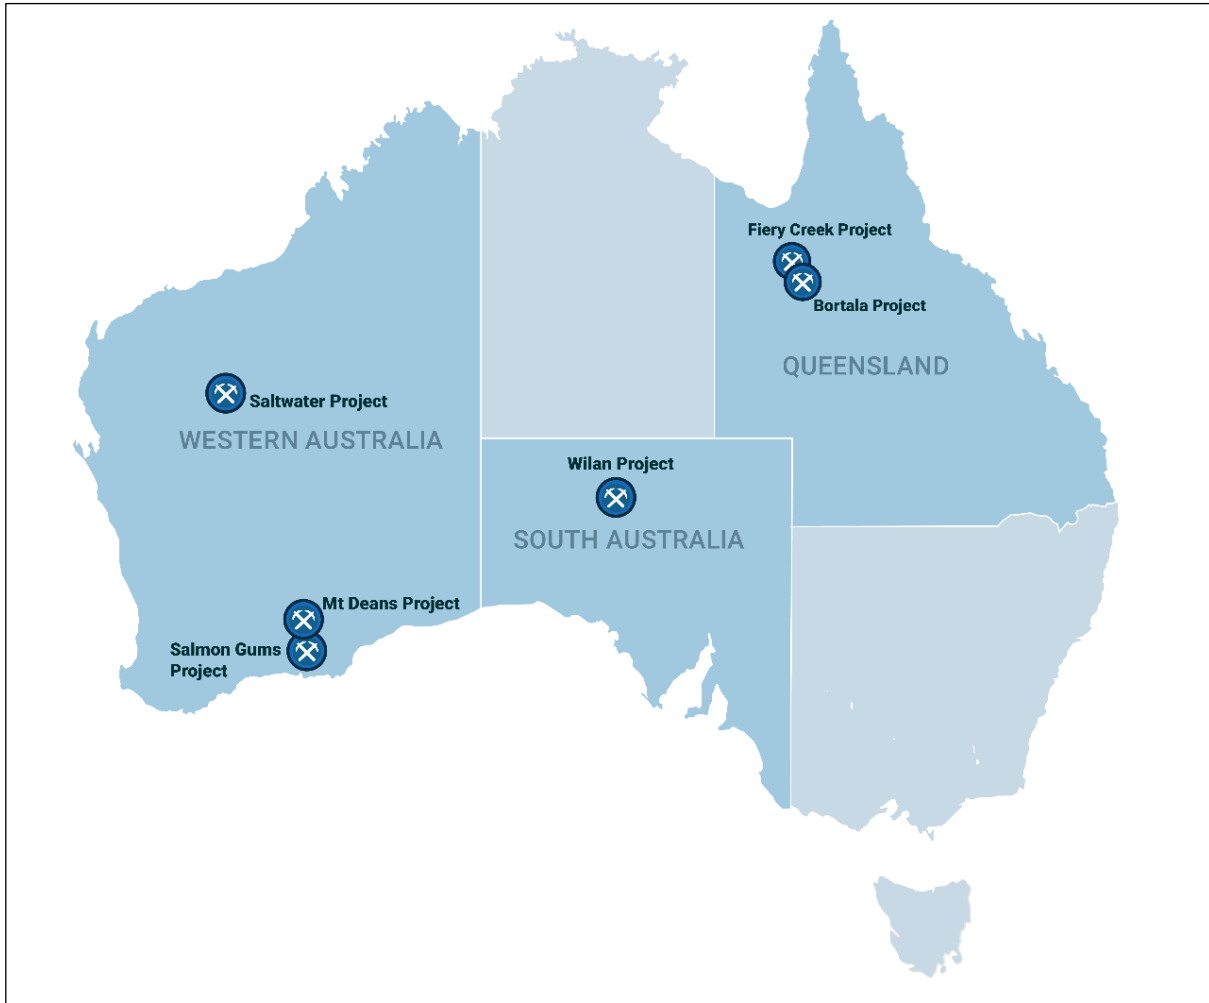 Fiery Creek Project
Bortala Project
QUEENSLAND
Saltwater Project
WESTERN AUSTRALIA
Wilan Project
SOUTH AUSTRALIA
Mt Deans Project
Salmon Gums
Project